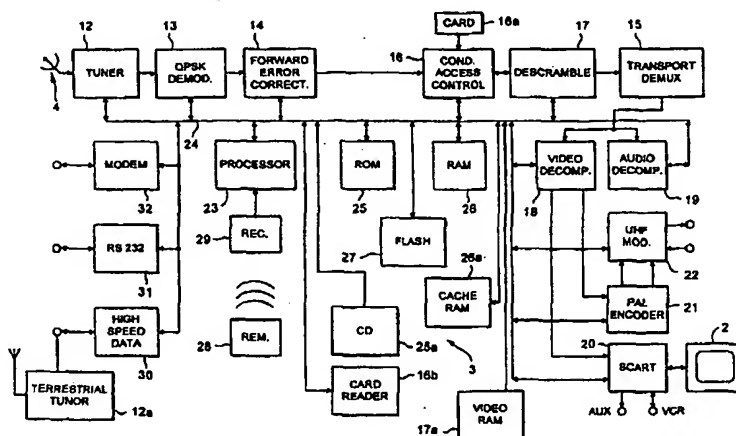 12
13
14
CARD
16a
17
15
16
TUNER
QPSK
DEMOD.
FORWARD
ERROR
CORRECT.
COND.
ACCESS
CONTROL
DESCRAMBLE
TRANSPORT
DEMUX
4
24
MODEM
32
PROCESSOR
23
ROM
25
RAM
26
VIDEO
DECOMP.
18
AUDIO
DECOMP.
19
RS 232
31
REC.
29
FLASH
27
26a
CACHE
RAM
UHF
MOD.
22
PAL
ENCODER
21
HIGH
SPEED
DATA
30
REM.
28
CD
25a
3
20
2
SCART
TERRESTRIAL
TUNOR
12a
CARD
READER
16b
VIDEO
RAM
17a
AUX
VCR